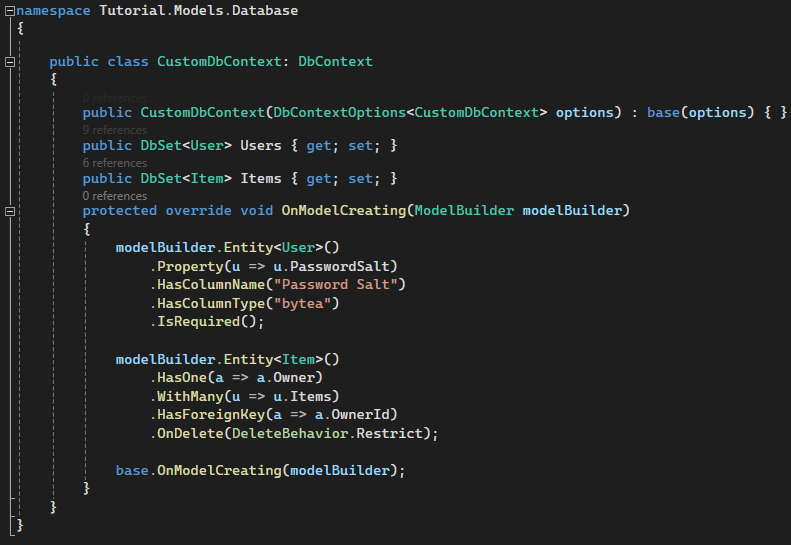 namespace Tutorial.Models.Database
{
public class CustomDbContext: DbContext
{
0 references
public CustomDbContext(DbContextOptions<CustomDbContext> options) : base(options) { }
9 references
public DbSet<User> Users { get; set; }
6 references
public DbSet<Item> Items { get; set; }
0 references
protected override void OnModelCreating(ModelBuilder modelBuilder)
{
modelBuilder.Entity<User>()
.Property(u => u.PasswordSalt)
.HasColumnName("Password Salt")
.HasColumnType("bytea")
.IsRequired();
modelBuilder.Entity<Item>()
.HasOne(a => a.Owner)
.WithMany(u => u.Items)
.HasForeignKey(a => a.OwnerId)
.OnDelete(DeleteBehavior.Restrict);
base.OnModelCreating(modelBuilder);
}
}
}